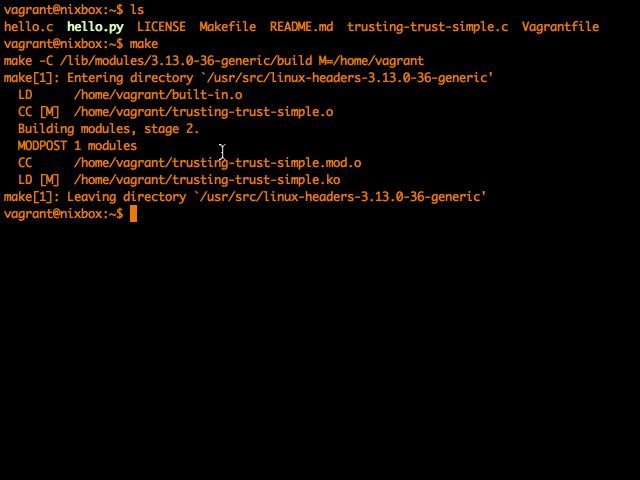 vagrant@nixbox:~$ ls
hello.c  hello.py  LICENSE  Makefile  README.md  trusting-trust-simple.c  Vagrantfile
vagrant@nixbox:~$ make
make -C /lib/modules/3.13.0-36-generic/build M=/home/vagrant
make[1]: Entering directory `/usr/src/linux-headers-3.13.0-36-generic'
  LD      /home/vagrant/built-in.o
  CC [M]  /home/vagrant/trusting-trust-simple.o
  Building modules, stage 2.
  MODPOST 1 modules
  CC      /home/vagrant/trusting-trust-simple.mod.o
  LD [M]  /home/vagrant/trusting-trust-simple.ko
make[1]: Leaving directory `/usr/src/linux-headers-3.13.0-36-generic'
vagrant@nixbox:~$